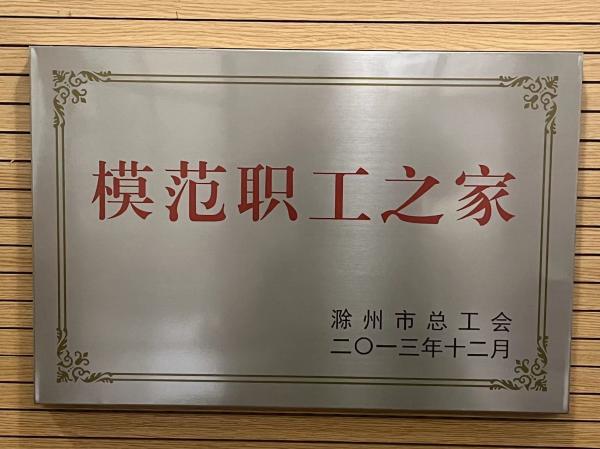 模范职工之家
滁州市总工会
二〇一三年十二月